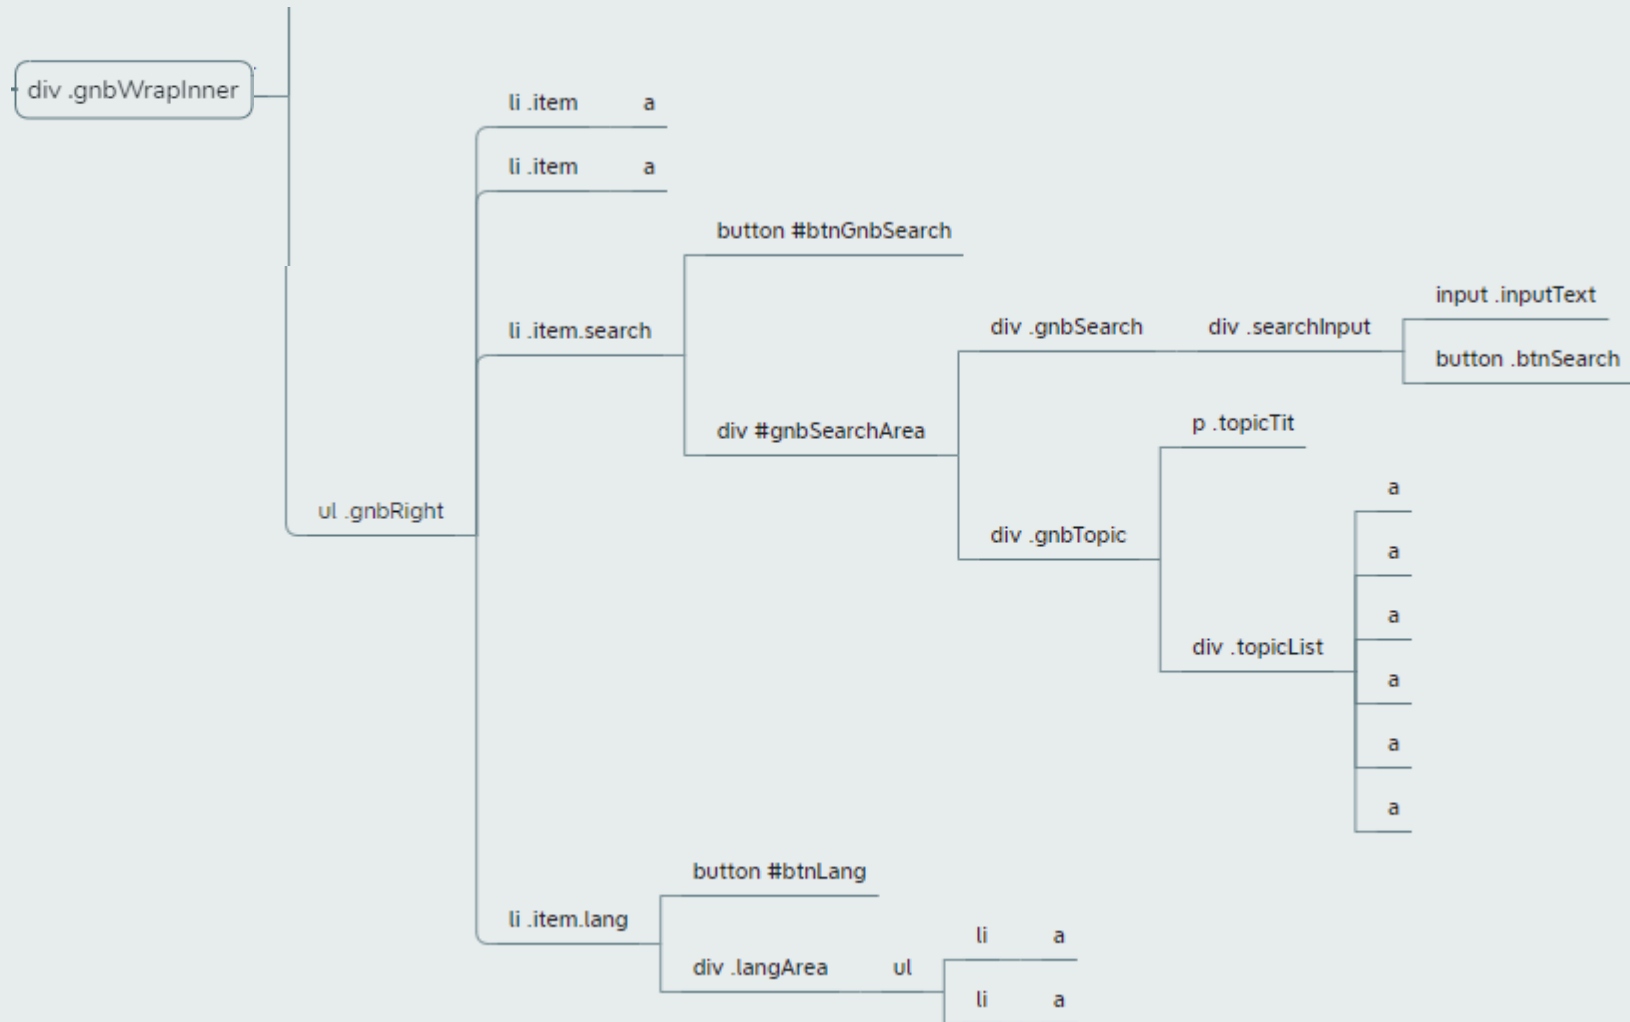 div .gnbWrapInner
li .item a
li .item a
button #btnGnbSearch
input .inputText
li .item.search
div .gnbSearch div .searchInput
button .btnSearch
div #gnbSearchArea
p .topicTit
a
ul .gnbRight
div .gnbTopic
a
a
div .topicList
a
a
a
button #btnLang
li .item.lang
li a
div .langArea ul
li a